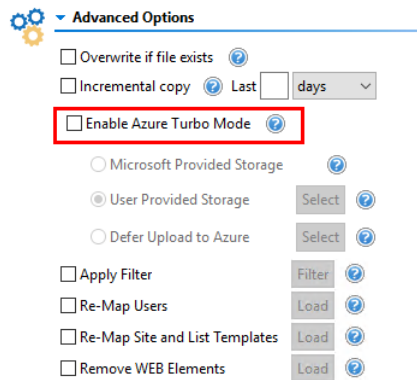 Advanced Options
Overwrite if file exists ?
Incremental copy ? Last days
Enable Azure Turbo Mode ?
Microsoft Provided Storage ?
User Provided Storage Select ?
Defer Upload to Azure Select ?
Apply Filter Filter ?
Re-Map Users Load ?
Re-Map Site and List Templates Load ?
Remove WEB Elements Load ?